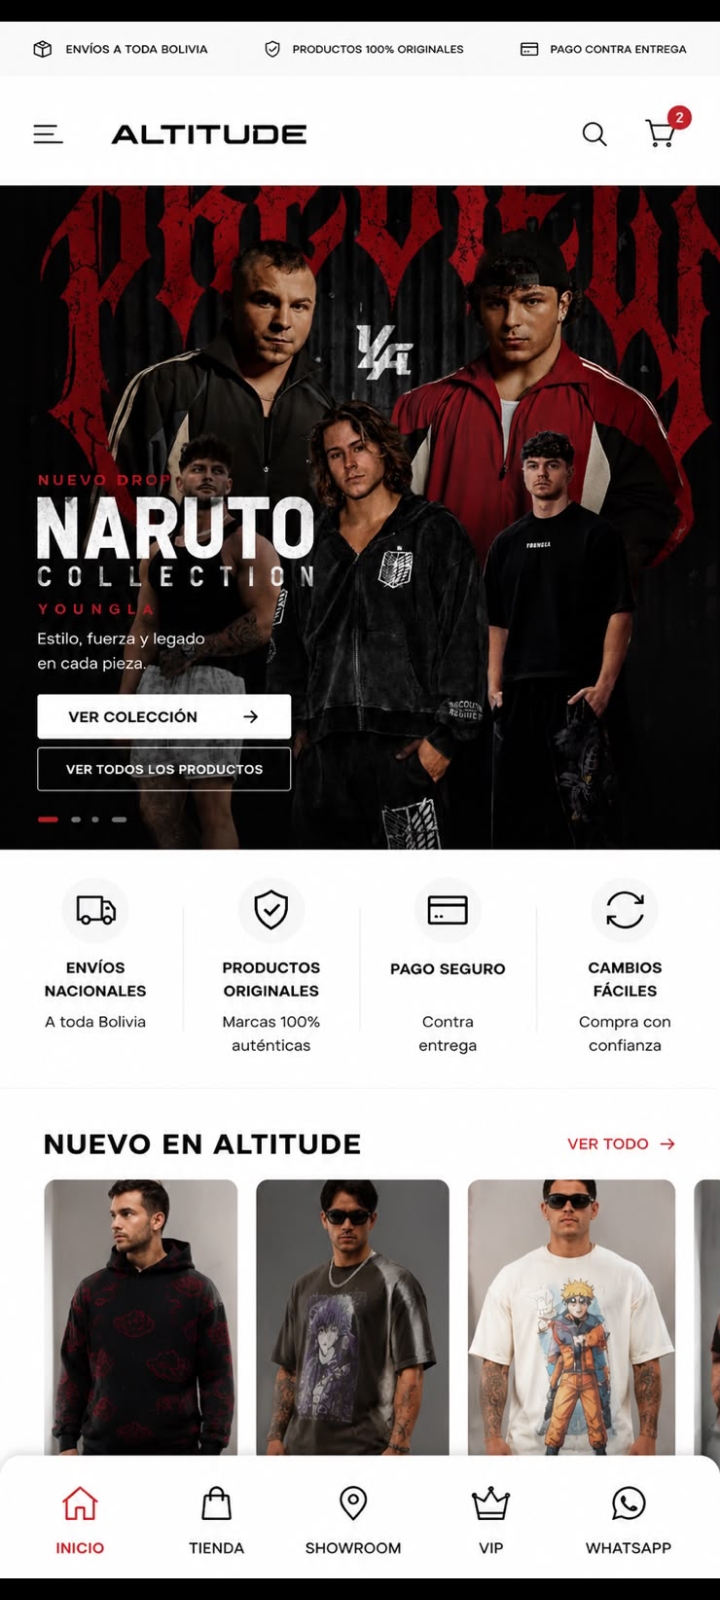 ENVÍOS A TODA BOLIVIA
PRODUCTOS 100% ORIGINALES
PAGO CONTRA ENTREGA
ALTITUDE
2
NUEVO DROP
NARUTO
COLLECTION
YOUNGLA
Estilo, fuerza y legado
en cada pieza.
VER COLECCIÓN
VER TODOS LOS PRODUCTOS
YOUNGLA
ENVÍOS
NACIONALES
A toda Bolivia
PRODUCTOS
ORIGINALES
Marcas 100%
auténticas
PAGO SEGURO
Contra
entrega
CAMBIOS
FÁCILES
Compra con
confianza
NUEVO EN ALTITUDE
VER TODO
INICIO
TIENDA
SHOWROOM
VIP
WHATSAPP